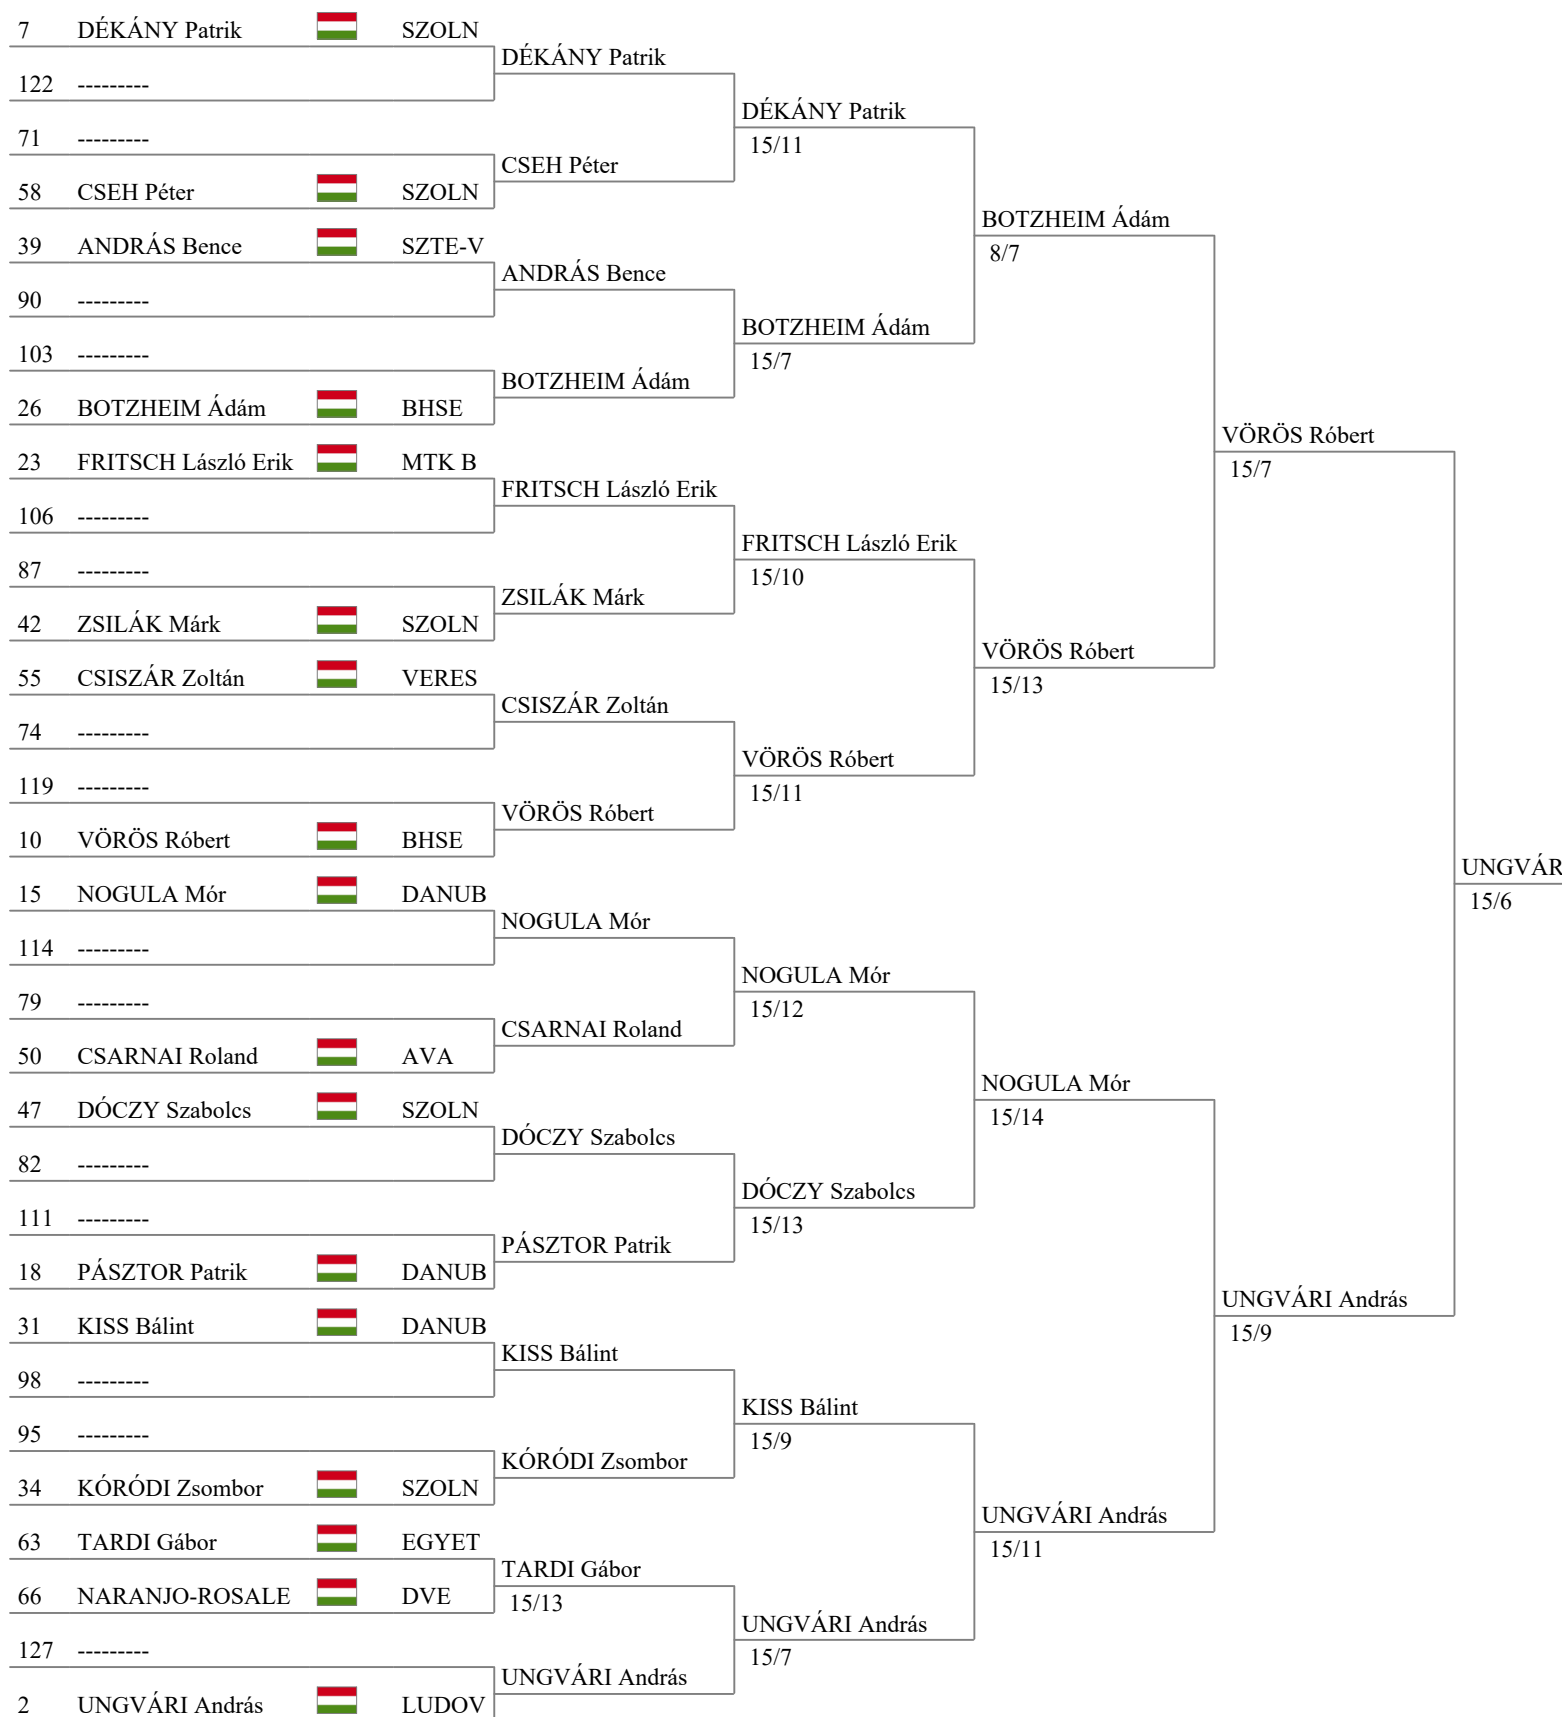 7 DÉKÁNY Patrik SZOLN
DÉKÁNY Patrik
122 ---------
DÉKÁNY Patrik
15/11
71 ---------
CSEH Péter
58 CSEH Péter SZOLN
BOTZHEIM Ádám
8/7
39 ANDRÁS Bence SZTE-V
ANDRÁS Bence
90 ---------
BOTZHEIM Ádám
15/7
103 ---------
BOTZHEIM Ádám
26 BOTZHEIM Ádám BHSE
VÖRÖS Róbert
15/7
23 FRITSCH László Erik MTK B
FRITSCH László Erik
106 ---------
FRITSCH László Erik
15/10
87 ---------
ZSILÁK Márk
42 ZSILÁK Márk SZOLN
VÖRÖS Róbert
15/13
55 CSISZÁR Zoltán VERES
CSISZÁR Zoltán
74 ---------
VÖRÖS Róbert
15/11
119 ---------
VÖRÖS Róbert
10 VÖRÖS Róbert BHSE
UNGVÁR
15/6
15 NOGULA Mór DANUB
NOGULA Mór
114 ---------
NOGULA Mór
15/12
79 ---------
CSARNAI Roland
50 CSARNAI Roland AVA
NOGULA Mór
15/14
47 DÓCZY Szabolcs SZOLN
DÓCZY Szabolcs
82 ---------
DÓCZY Szabolcs
15/13
111 ---------
PÁSZTOR Patrik
18 PÁSZTOR Patrik DANUB
UNGVÁRI András
15/9
31 KISS Bálint DANUB
KISS Bálint
98 ---------
KISS Bálint
15/9
95 ---------
KÓRÓDI Zsombor
34 KÓRÓDI Zsombor SZOLN
UNGVÁRI András
15/11
63 TARDI Gábor EGYET
TARDI Gábor
15/13
66 NARANJO-ROSALE DVE
UNGVÁRI András
15/7
127 ---------
UNGVÁRI András
2 UNGVÁRI András LUDOV